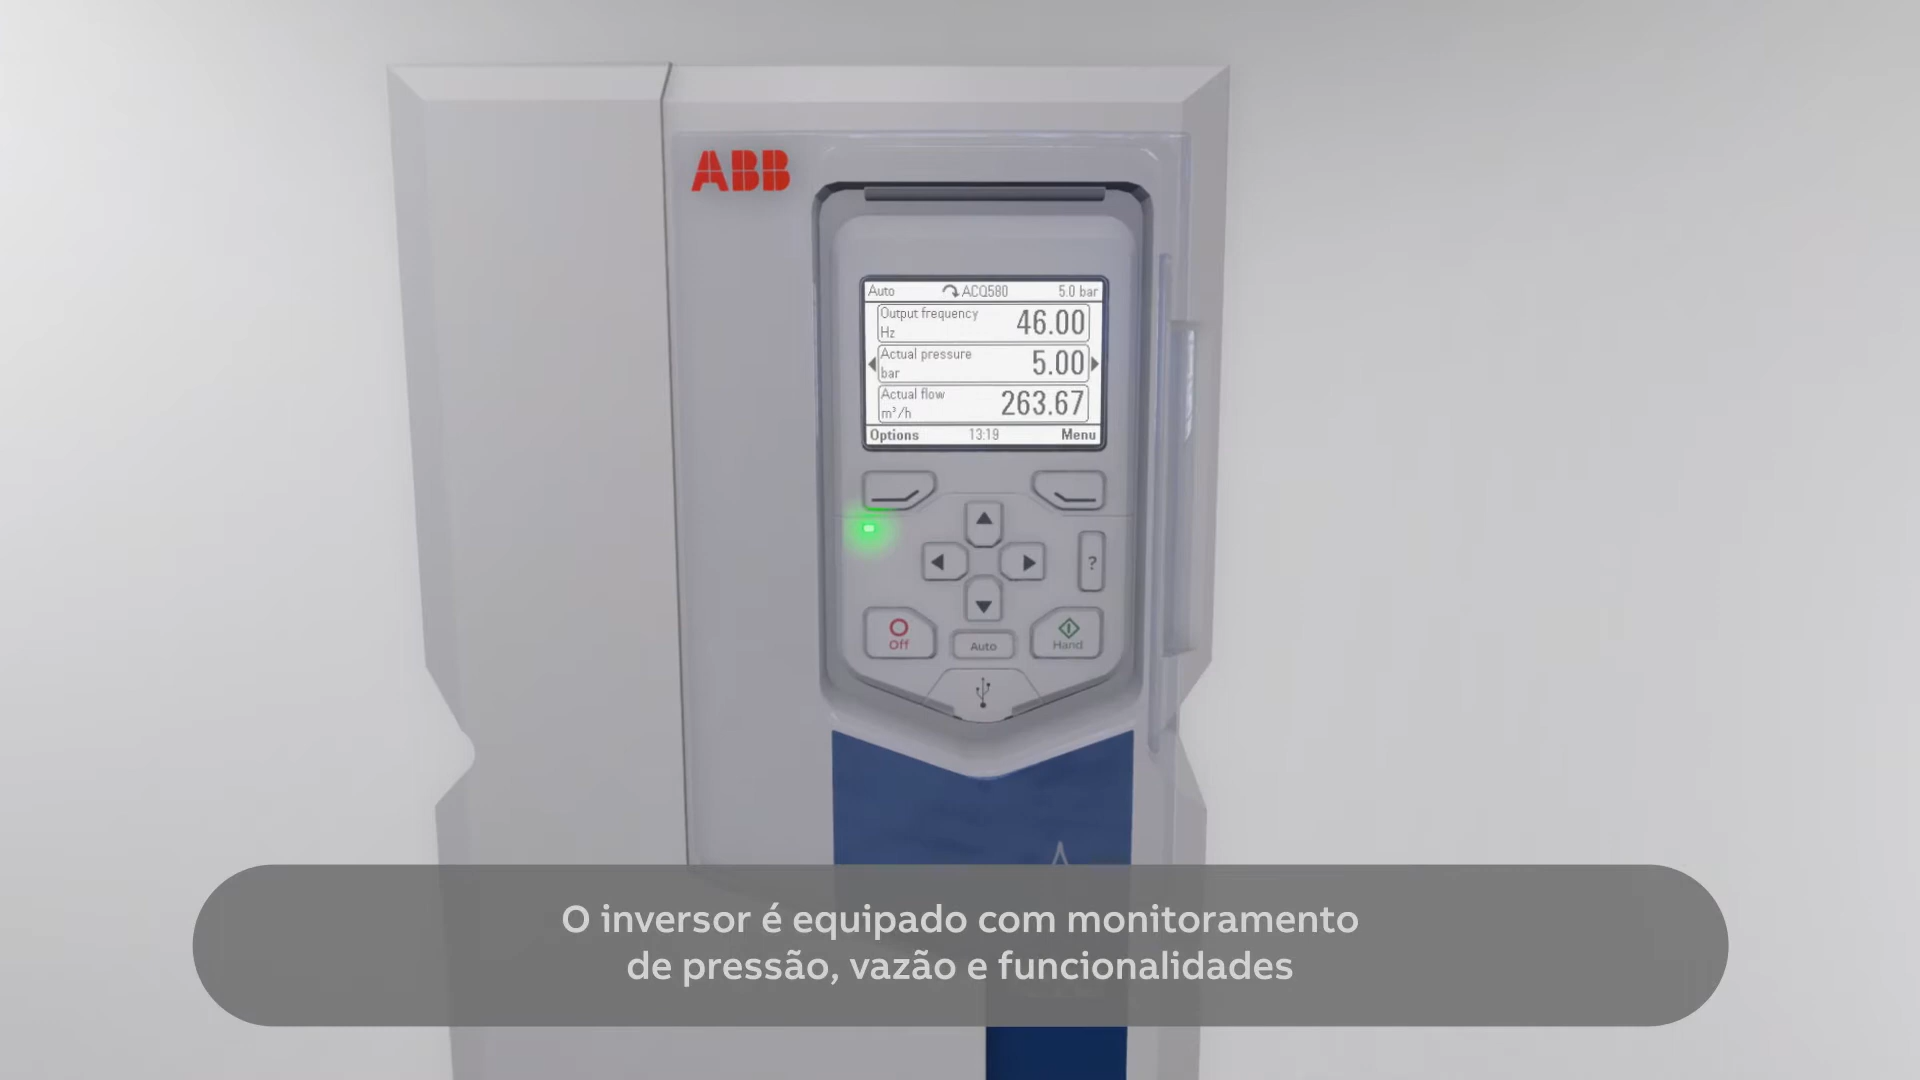 ABB
Auto ACQ580 5.0 bar
Output frequency
Hz 46.00
Actual pressure
bar 5.00
Actual flow
m³/h 263.67
Options 13:19 Menu
?
Off Auto Hand
O inversor é equipado com monitoramento
de pressão, vazão e funcionalidades